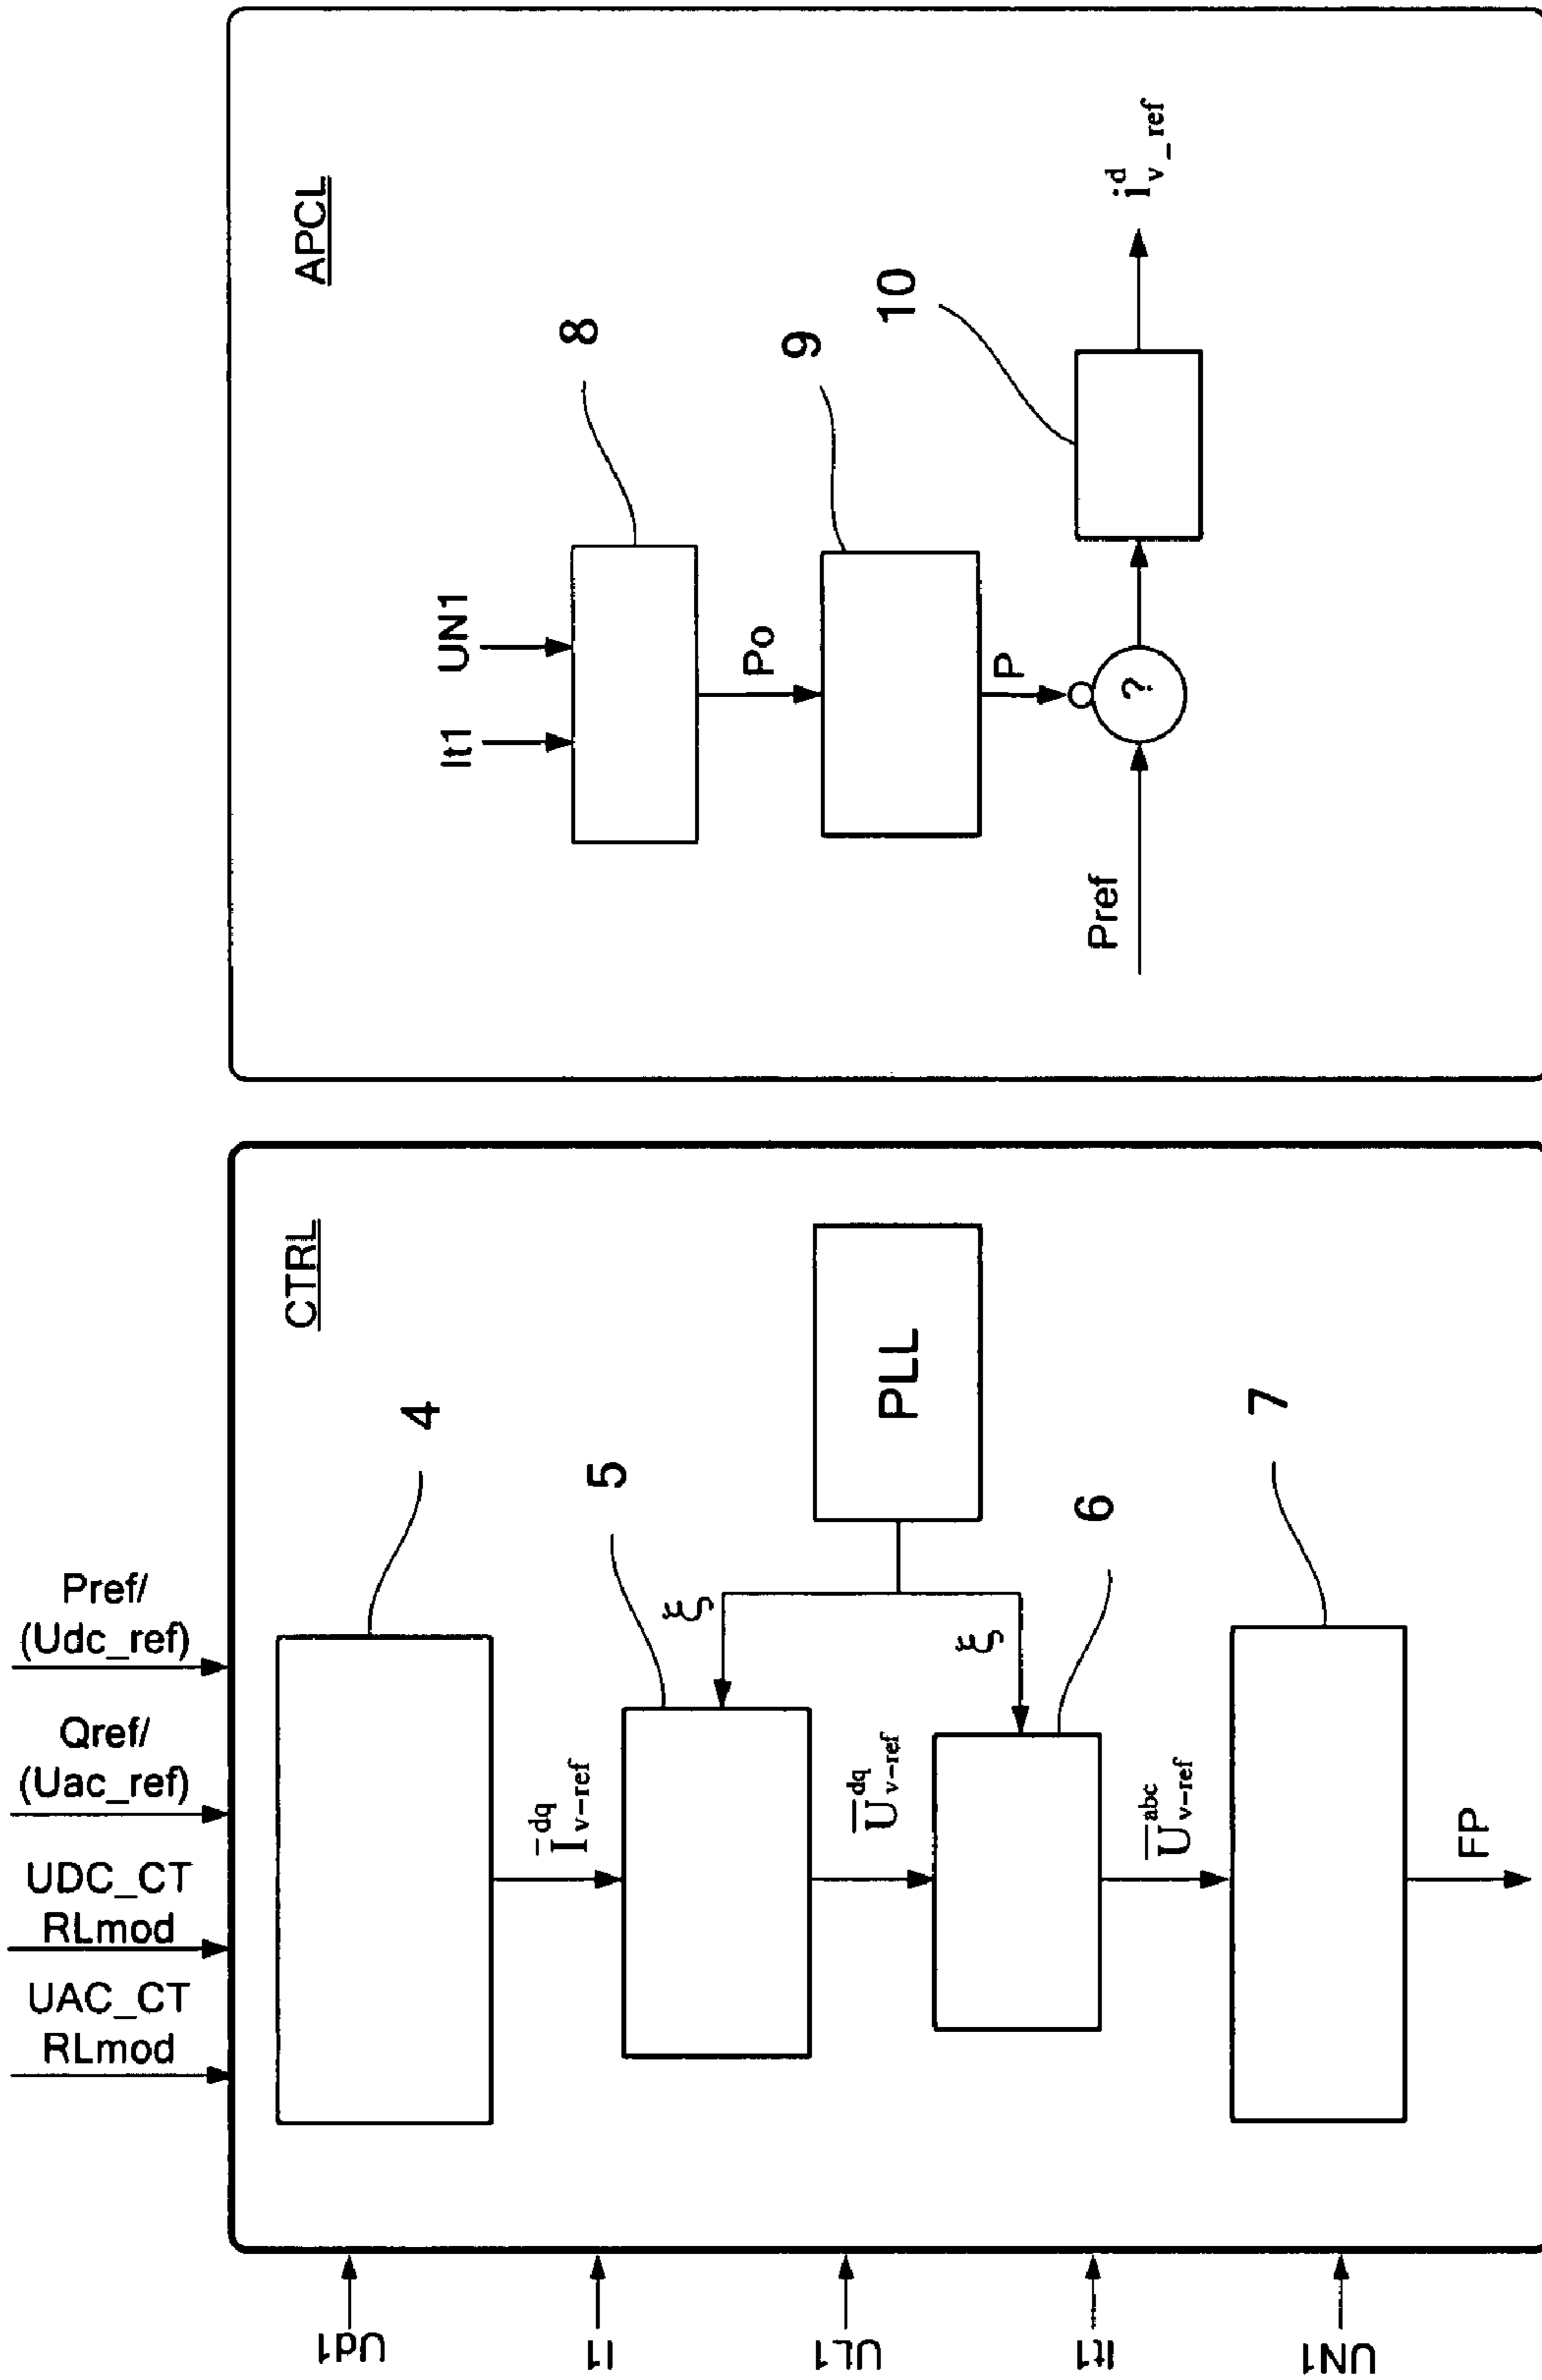 Pref/
(Udc_ref)
Qref/
(Uac_ref)
UDC_CT
RLmod
UAC_CT
RLmod
CTRL
4
I̅^dq_v-ref
5
ξ
PLL
ξ
U̅^dq_v-ref
6
U̅^abc_v-ref
7
FP
Ud1
I1
UL1
It1
UN1
APCL
It1
UN1
8
Po
9
P
Pref
?
10
i^d_v_ref